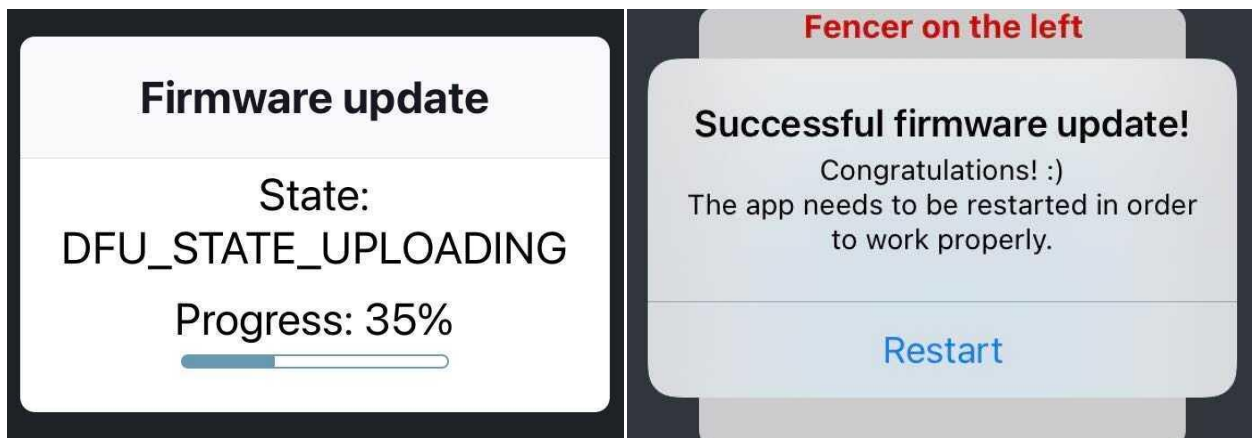 Firmware update
State:
DFU_STATE_UPLOADING
Progress: 35%
Fencer on the left
Successful firmware update!
Congratulations! :)
The app needs to be restarted in order
to work properly.
Restart